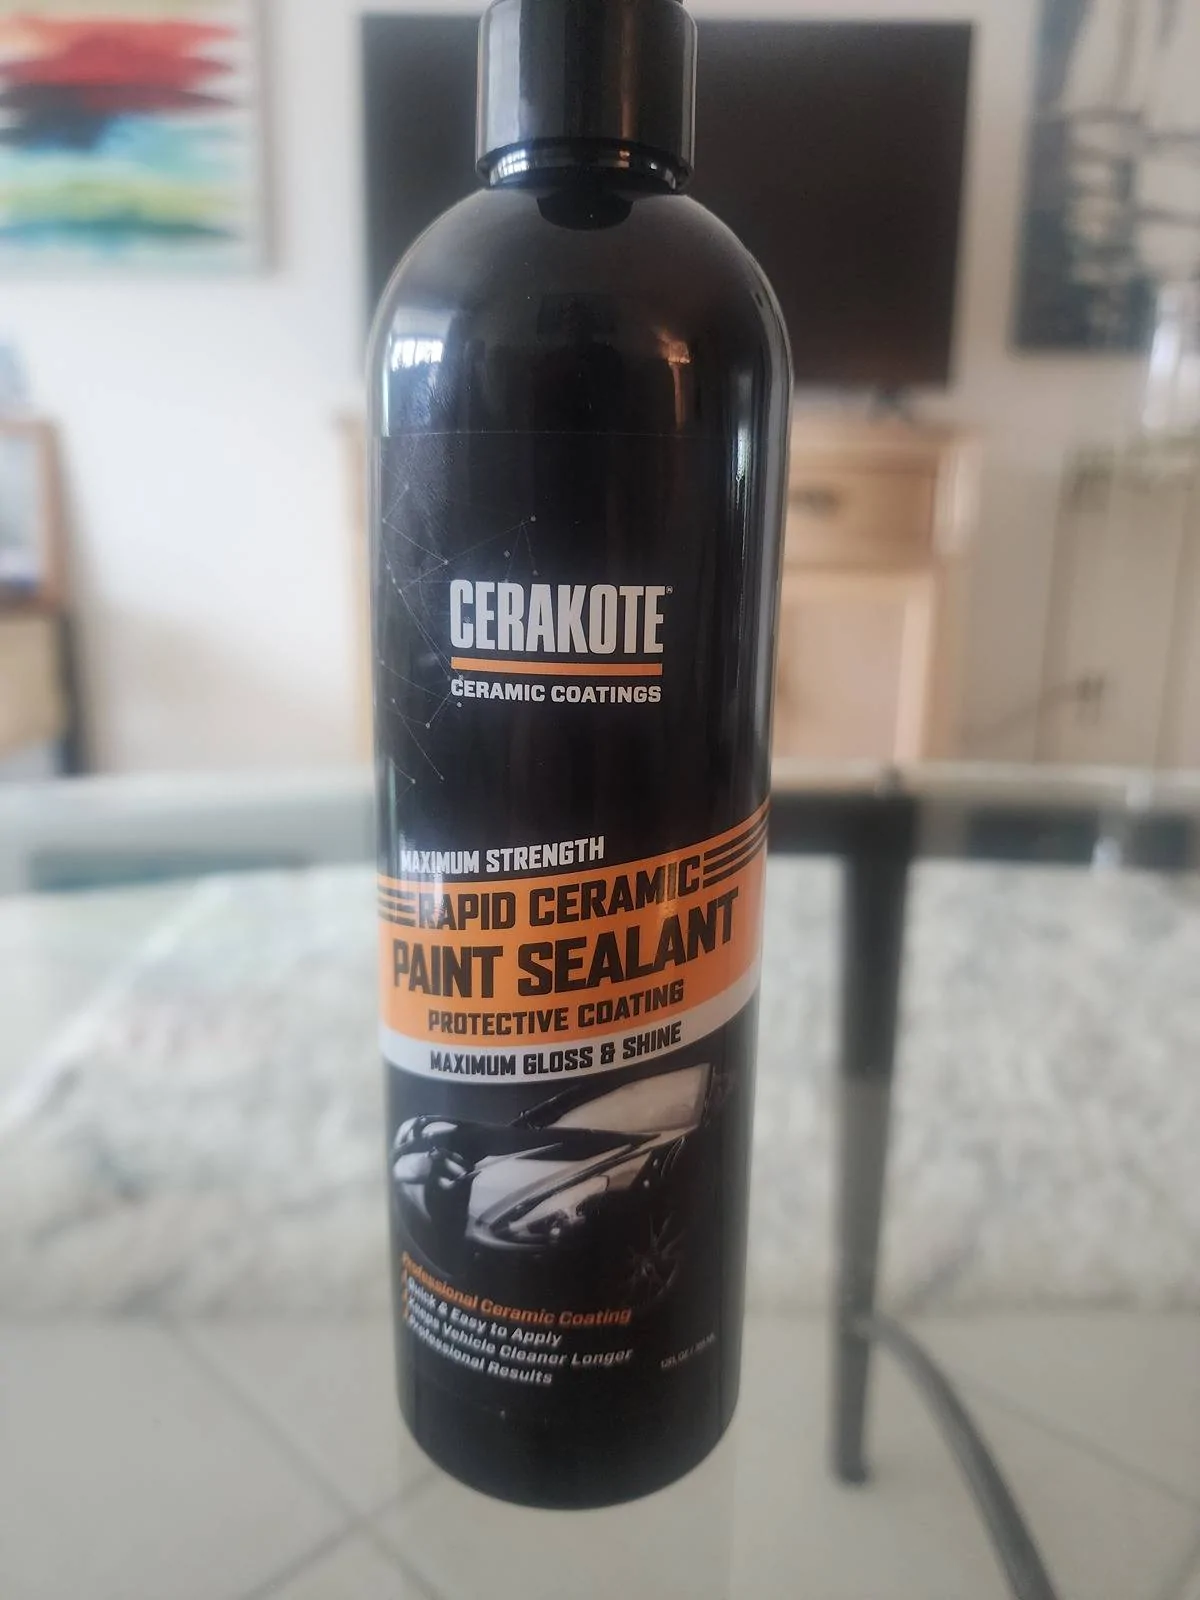 CERAKOTE®
CERAMIC COATINGS
MAXIMUM STRENGTH
RAPID CERAMIC
PAINT SEALANT
PROTECTIVE COATING
MAXIMUM GLOSS & SHINE
Professional Ceramic Coating
Quick & Easy to Apply
Keeps Vehicle Cleaner Longer
Professional Results